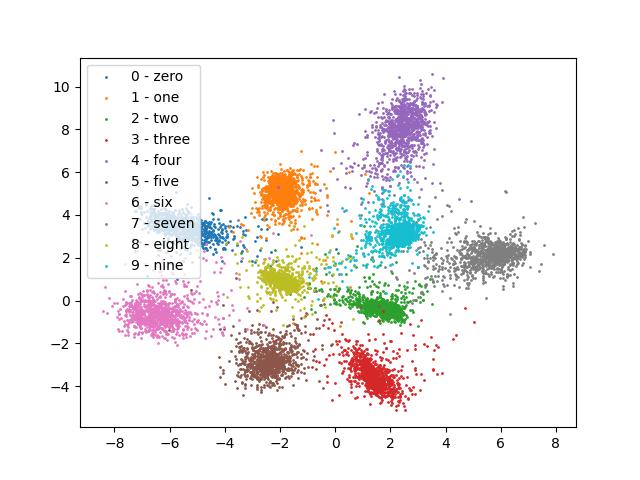 0 - zero
1 - one
2 - two
3 - three
4 - four
5 - five
6 - six
7 - seven
8 - eight
9 - nine
10
8
6
4
2
0
−2
−4
−8 −6 −4 −2 0 2 4 6 8